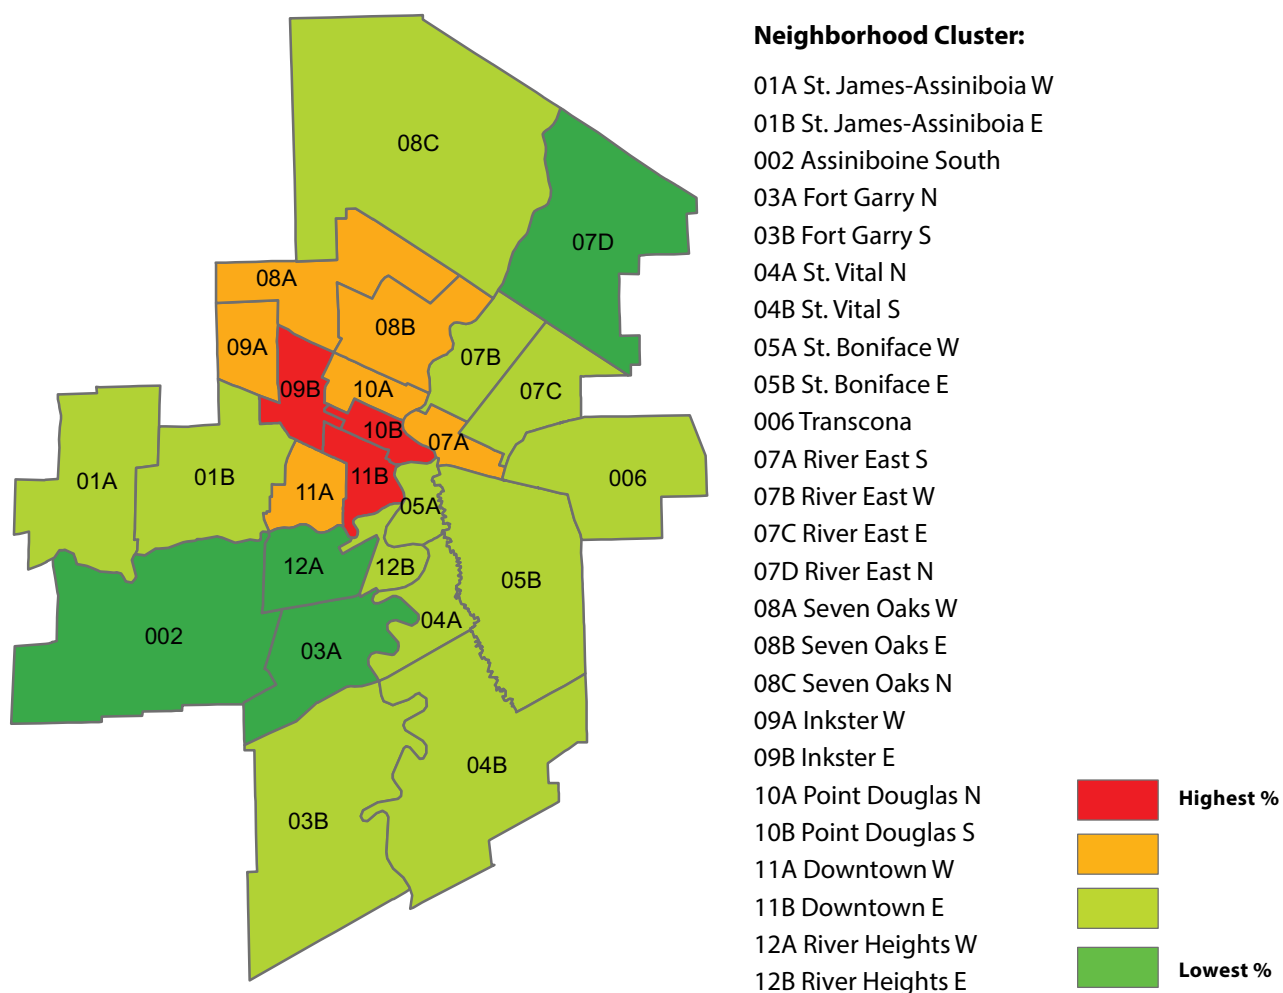 Neighborhood Cluster:
01A St. James-Assiniboia W
01B St. James-Assiniboia E
002 Assiniboine South
03A Fort Garry N
03B Fort Garry S
04A St. Vital N
04B St. Vital S
05A St. Boniface W
05B St. Boniface E
006 Transcona
07A River East S
07B River East W
07C River East E
07D River East N
08A Seven Oaks W
08B Seven Oaks E
08C Seven Oaks N
09A Inkster W
09B Inkster E
10A Point Douglas N
10B Point Douglas S
11A Downtown W
11B Downtown E
12A River Heights W
12B River Heights E
Highest %
Lowest %
08C
07D
08A
08B
09A
07B
09B
10A
07C
10B
07A
01A
01B
11A
11B
006
05A
12A
12B
05B
04A
002
03A
04B
03B